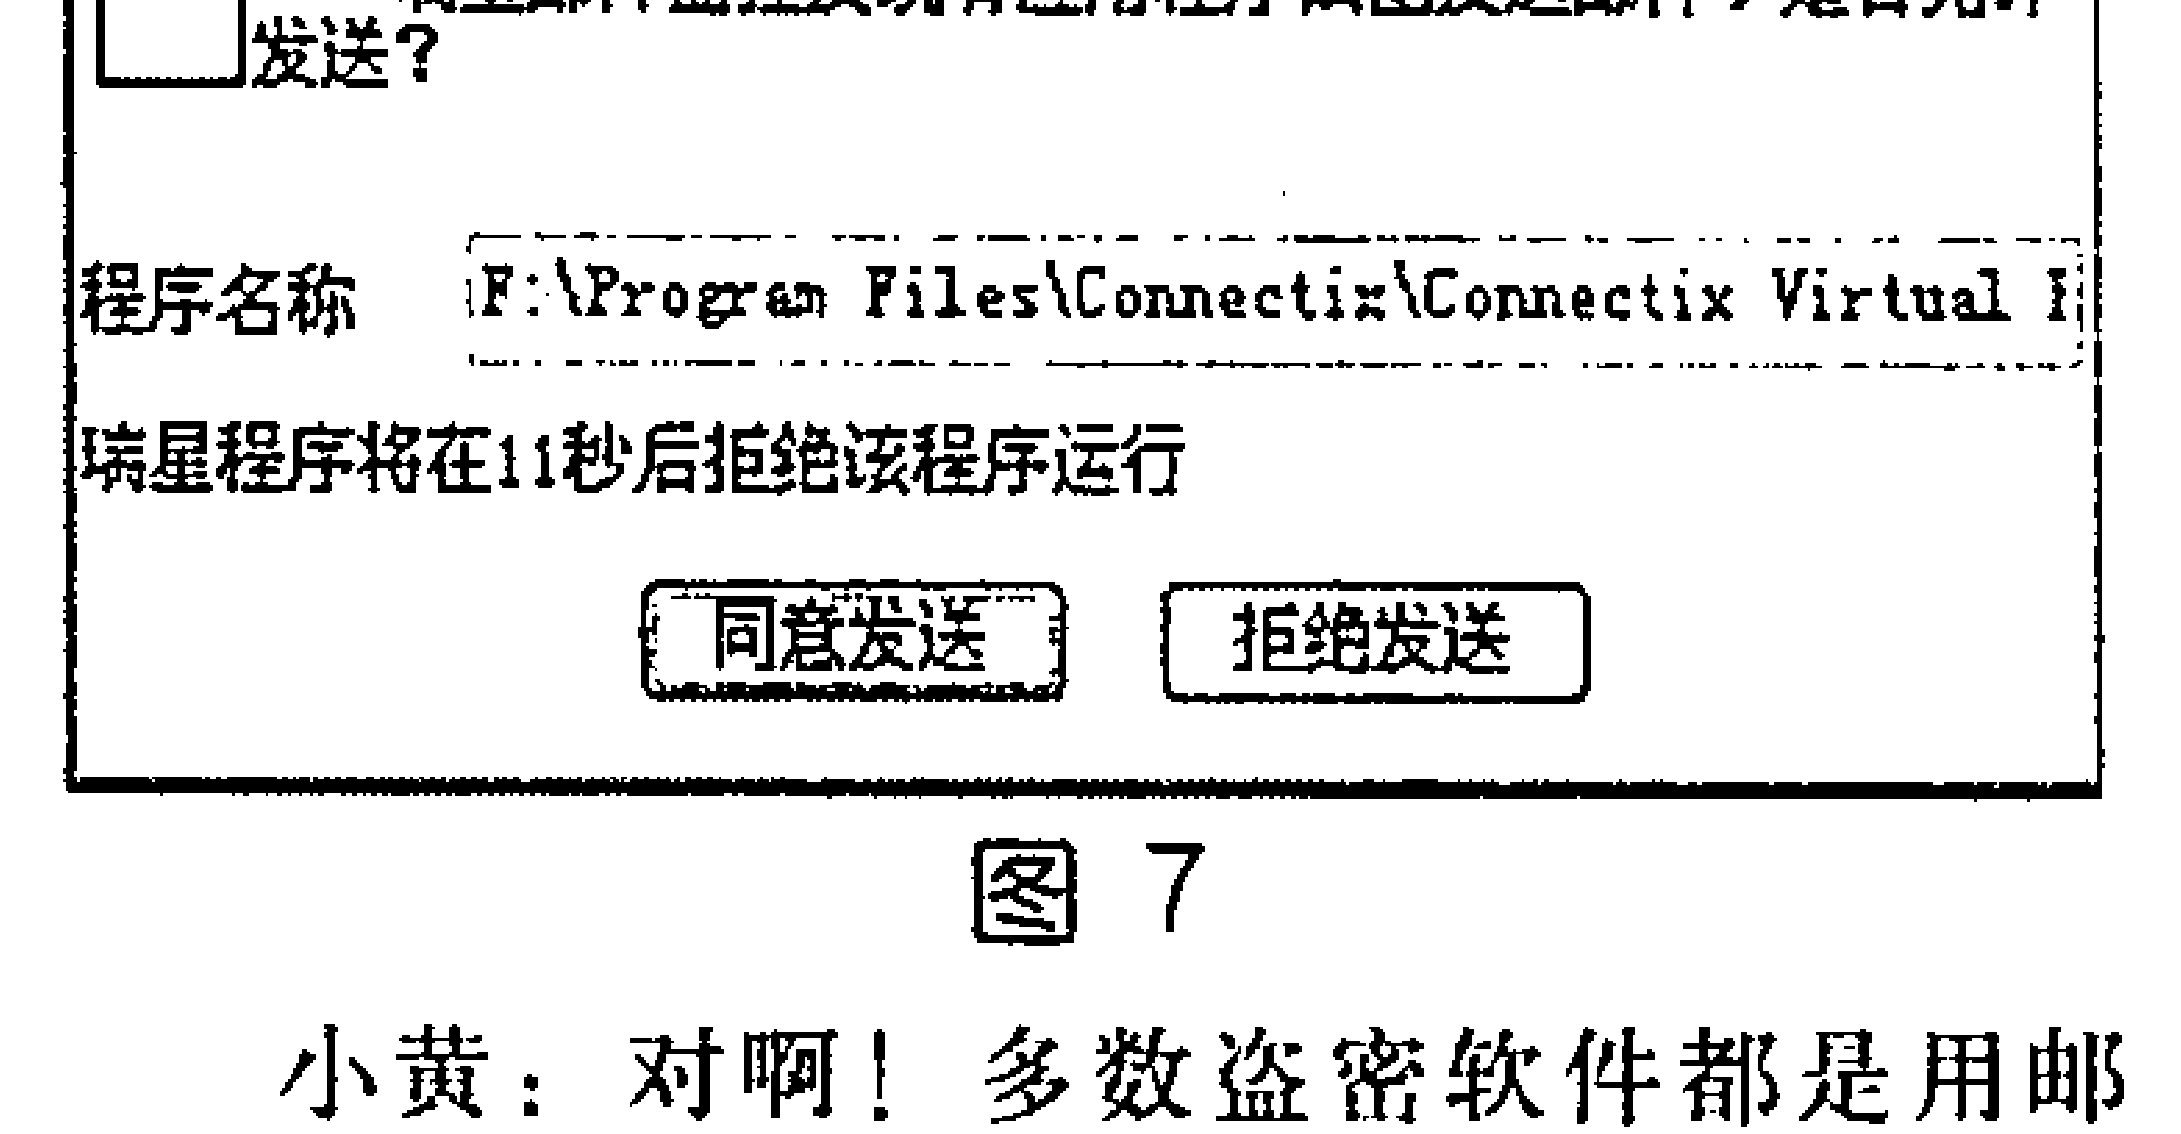 发送?
程序名称 F:\Program Files\Connectix\Connectix Virtual
瑞星程序将在11秒后拒绝该程序运行
同意发送 拒绝发送
图 7
小黄：对啊！多数盗密软件都是用邮